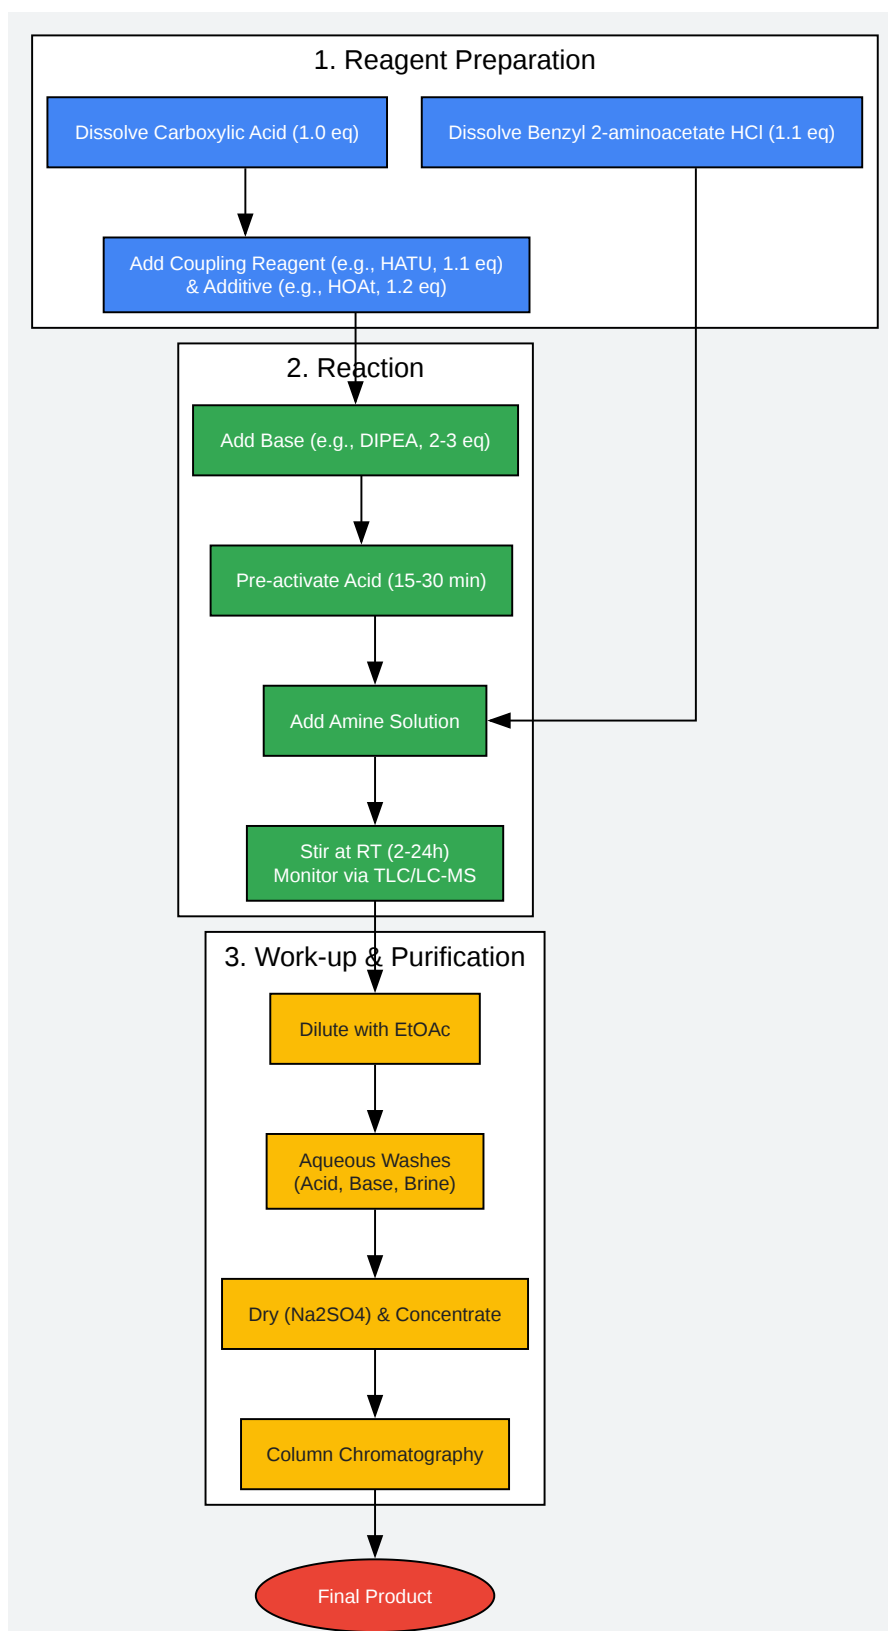 1. Reagent Preparation
Dissolve Carboxylic Acid (1.0 eq)
Dissolve Benzyl 2-aminoacetate HCl (1.1 eq)
Add Coupling Reagent (e.g., HATU, 1.1 eq)
& Additive (e.g., HOAt, 1.2 eq)
2. Reaction
Add Base (e.g., DIPEA, 2-3 eq)
Pre-activate Acid (15-30 min)
Add Amine Solution
Stir at RT (2-24h)
Monitor via TLC/LC-MS
3. Work-up & Purification
Dilute with EtOAc
Aqueous Washes
(Acid, Base, Brine)
Dry (Na2SO4) & Concentrate
Column Chromatography
Final Product